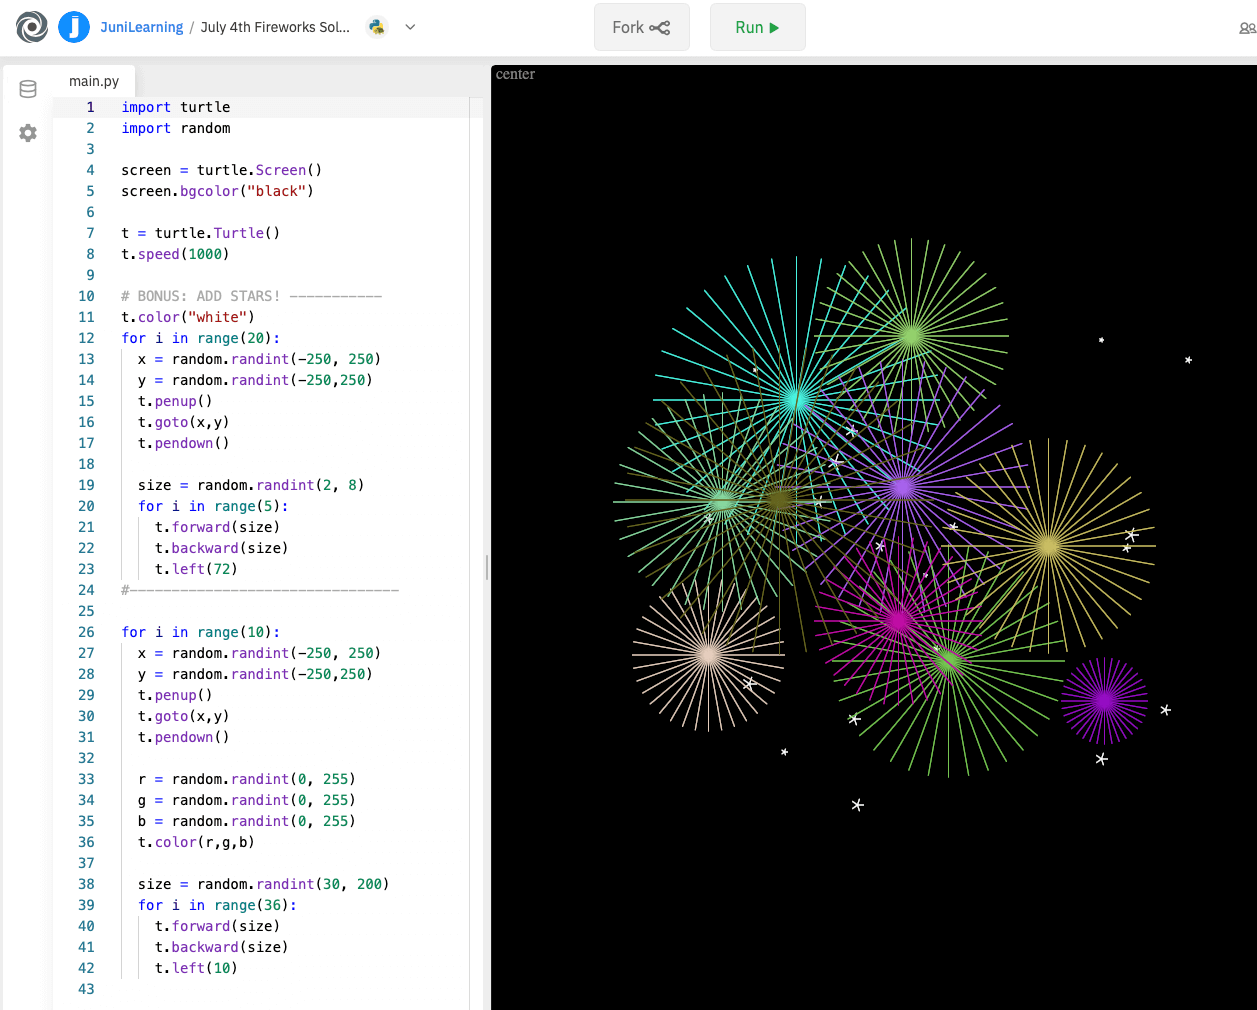 JuniLearning / July 4th Fireworks Sol...
Fork
Run
main.py
center
1 import turtle
2 import random
3
4 screen = turtle.Screen()
5 screen.bgcolor("black")
6
7 t = turtle.Turtle()
8 t.speed(1000)
9
10 # BONUS: ADD STARS! -----------
11 t.color("white")
12 for i in range(20):
13   x = random.randint(-250, 250)
14   y = random.randint(-250,250)
15   t.penup()
16   t.goto(x,y)
17   t.pendown()
18
19   size = random.randint(2, 8)
20   for i in range(5):
21     t.forward(size)
22     t.backward(size)
23     t.left(72)
24 #--------------------------------
25
26 for i in range(10):
27   x = random.randint(-250, 250)
28   y = random.randint(-250,250)
29   t.penup()
30   t.goto(x,y)
31   t.pendown()
32
33   r = random.randint(0, 255)
34   g = random.randint(0, 255)
35   b = random.randint(0, 255)
36   t.color(r,g,b)
37
38   size = random.randint(30, 200)
39   for i in range(36):
40     t.forward(size)
41     t.backward(size)
42     t.left(10)
43